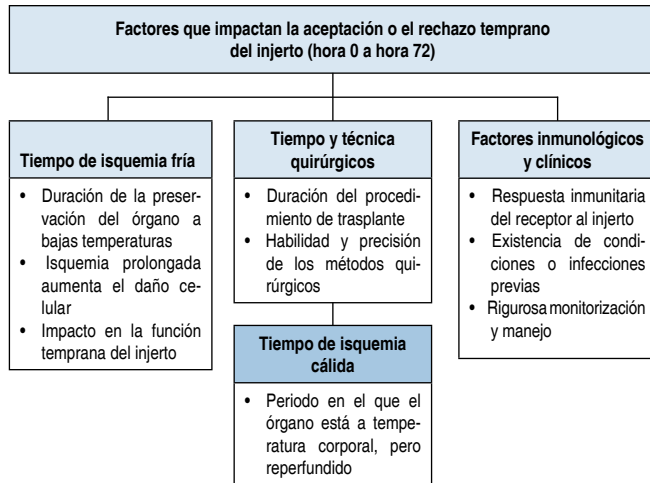 Factores que impactan la aceptación o el rechazo temprano
del injerto (hora 0 a hora 72)
Tiempo de isquemia fría
• Duración de la preser-
vación del órgano a
bajas temperaturas
• Isquemia prolongada
aumenta el daño ce-
lular
• Impacto en la función
temprana del injerto
Tiempo y técnica
quirúrgicos
• Duración del procedi-
miento de trasplante
• Habilidad y precisión
de los métodos qui-
rúrgicos
Tiempo de isquemia
cálida
• Periodo en el que el
órgano está a tempe-
ratura corporal, pero
reperfundido
Factores inmunológicos
y clínicos
• Respuesta inmunitaria
del receptor al injerto
• Existencia de condi-
ciones o infecciones
previas
• Rigurosa monitorización
y manejo